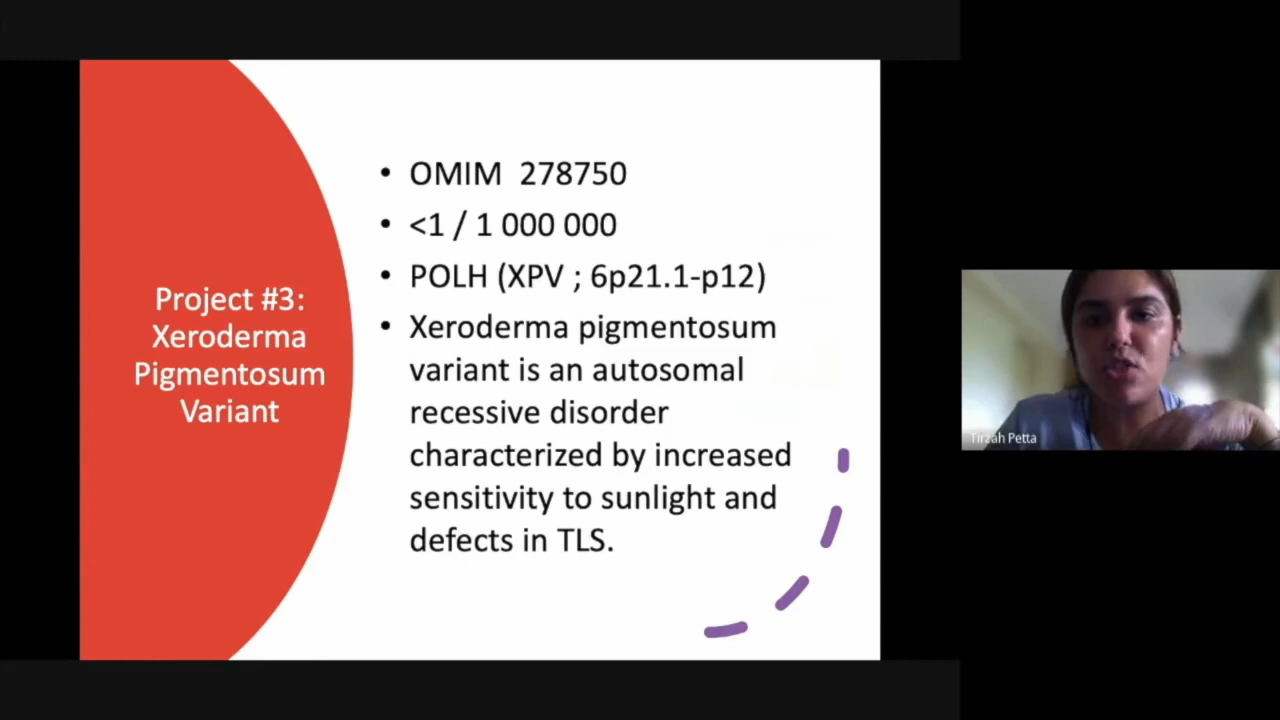 Project #3:
Xeroderma
Pigmentosum
Variant
• OMIM  278750
• <1 / 1 000 000
• POLH (XPV ; 6p21.1-p12)
• Xeroderma pigmentosum
variant is an autosomal
recessive disorder
characterized by increased
sensitivity to sunlight and
defects in TLS.
Tirzah Petta